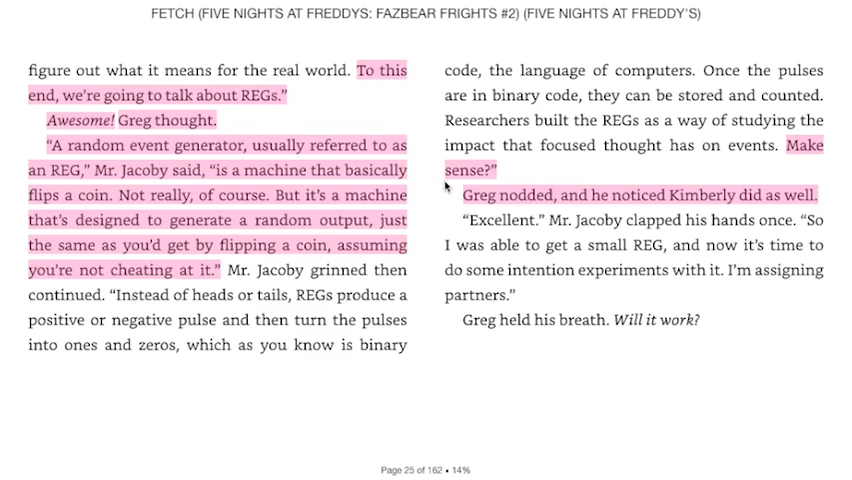 FETCH (FIVE NIGHTS AT FREDDYS: FAZBEAR FRIGHTS #2) (FIVE NIGHTS AT FREDDY'S)
figure out what it means for the real world. To this
end, we’re going to talk about REGs.”
Awesome! Greg thought.
“A random event generator, usually referred to as
an REG,” Mr. Jacoby said, “is a machine that basically
flips a coin. Not really, of course. But it’s a machine
that’s designed to generate a random output, just
the same as you’d get by flipping a coin, assuming
you’re not cheating at it.” Mr. Jacoby grinned then
continued. “Instead of heads or tails, REGs produce a
positive or negative pulse and then turn the pulses
into ones and zeros, which as you know is binary
code, the language of computers. Once the pulses
are in binary code, they can be stored and counted.
Researchers built the REGs as a way of studying the
impact that focused thought has on events. Make
sense?”
Greg nodded, and he noticed Kimberly did as well.
“Excellent.” Mr. Jacoby clapped his hands once. “So
I was able to get a small REG, and now it’s time to
do some intention experiments with it. I’m assigning
partners.”
Greg held his breath. Will it work?
Page 25 of 162 • 14%